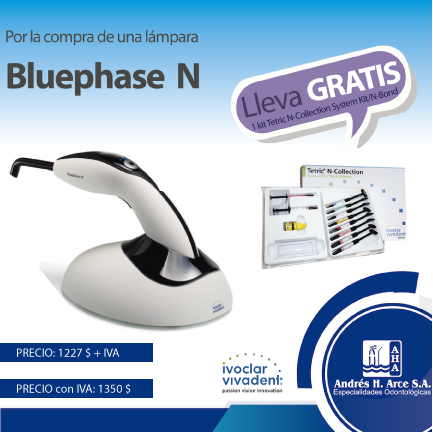 Por la compra de una lámpara
Bluephase N
Lleva GRATIS
1 kit Tetric N-Collection System Kit/N-Bond
Bluephase N
Tetric® N-Collection
ivoclar
vivadent
PRECIO: 1227 $ + IVA
PRECIO con IVA: 1350 $
ivoclar
vivadent:
passion vision innovation
AHA
Andrés H. Arce S.A.
Especialidades Odontológicas